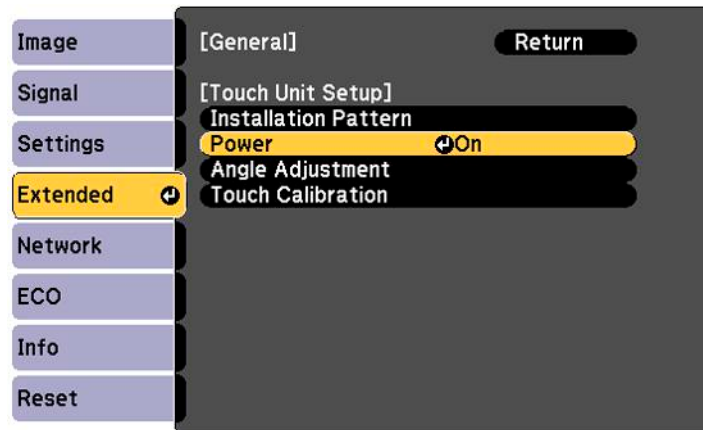 Image
Signal
Settings
Extended
Network
ECO
Info
Reset
[General] Return
[Touch Unit Setup]
Installation Pattern
Power On
Angle Adjustment
Touch Calibration